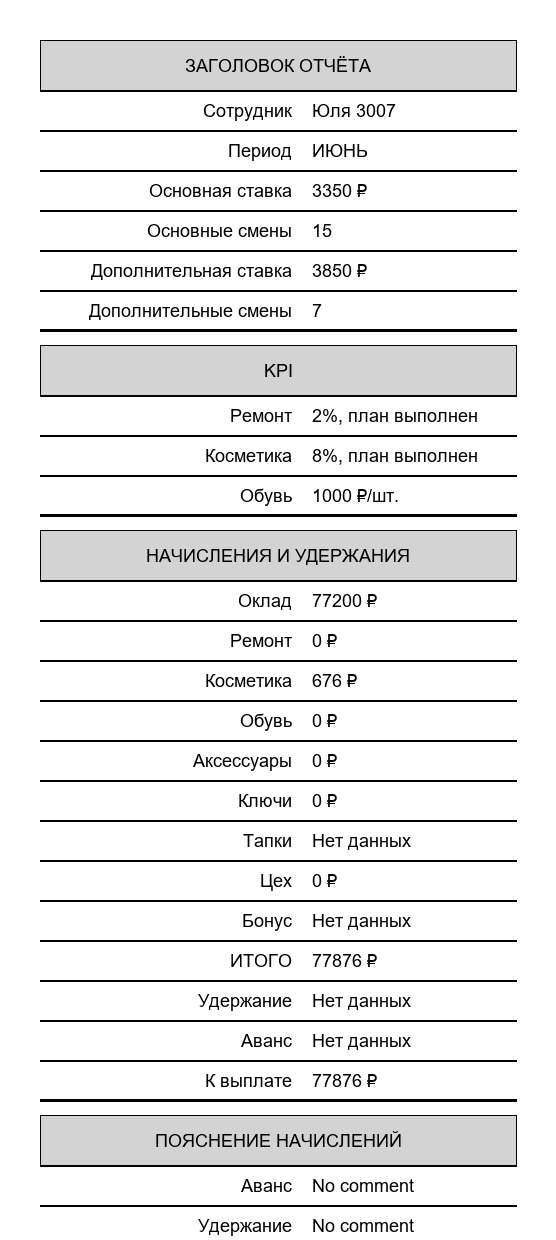 ЗАГОЛОВОК ОТЧЁТА
Сотрудник Юля 3007
Период ИЮНЬ
Основная ставка 3350 ₽
Основные смены 15
Дополнительная ставка 3850 ₽
Дополнительные смены 7
KPI
Ремонт 2%, план выполнен
Косметика 8%, план выполнен
Обувь 1000 ₽/шт.
НАЧИСЛЕНИЯ И УДЕРЖАНИЯ
Оклад 77200 ₽
Ремонт 0 ₽
Косметика 676 ₽
Обувь 0 ₽
Аксессуары 0 ₽
Ключи 0 ₽
Тапки Нет данных
Цех 0 ₽
Бонус Нет данных
ИТОГО 77876 ₽
Удержание Нет данных
Аванс Нет данных
К выплате 77876 ₽
ПОЯСНЕНИЕ НАЧИСЛЕНИЙ
Аванс No comment
Удержание No comment